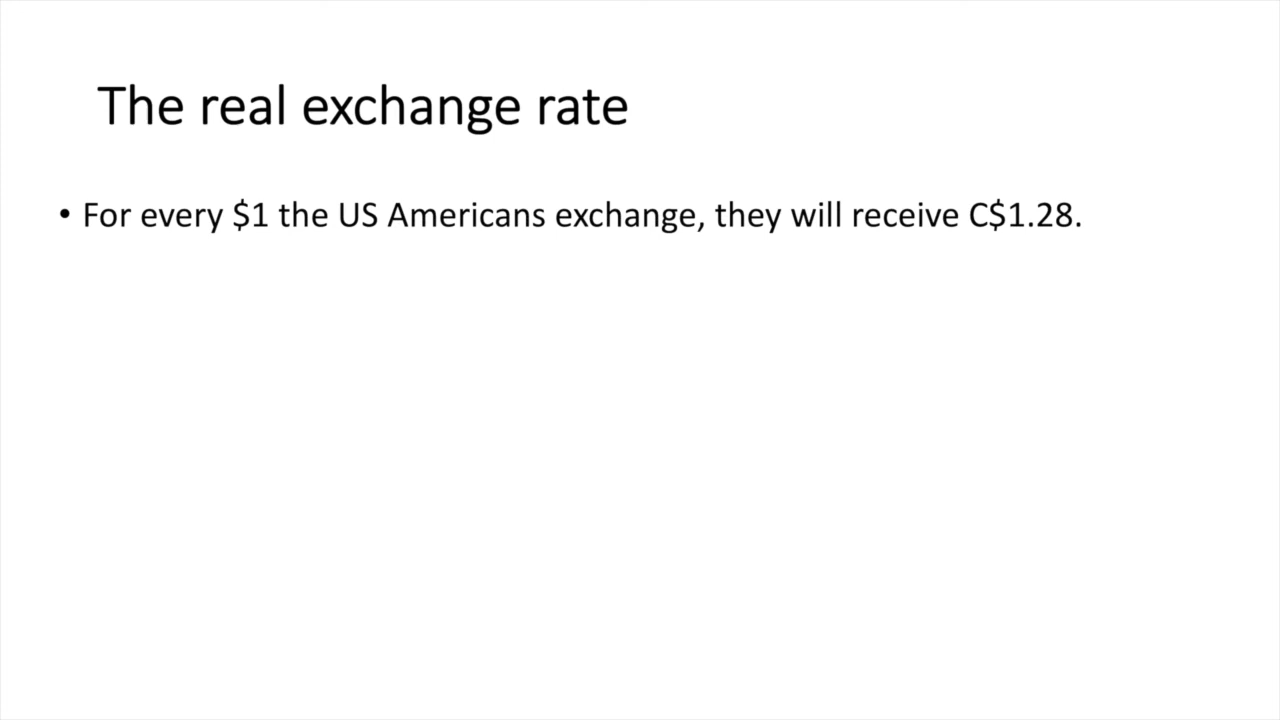 The real exchange rate
• For every $1 the US Americans exchange, they will receive C$1.28.